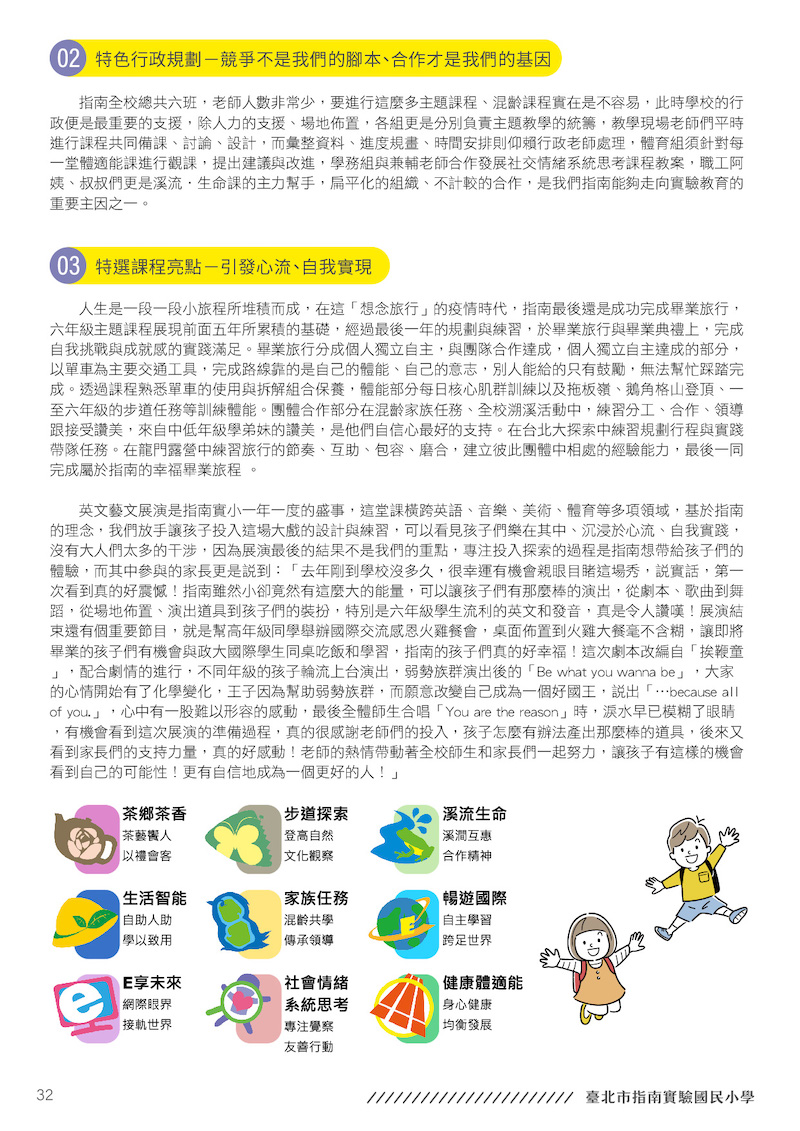 02 特色行政規劃－競爭不是我們的腳本、合作才是我們的基因
指南全校總共六班，老師人數非常少，要進行這麼多主題課程、混齡課程實在是不容易，此時學校的行
政便是最重要的支援，除人力的支援、場地佈置，各組更是分別負責主題教學的統籌，教學現場老師們平時
進行課程共同備課、討論、設計，而彙整資料、進度規畫、時間安排則仰賴行政老師處理，體育組須針對每
一堂體適能課進行觀課，提出建議與改進，學務組與兼輔老師合作發展社交情緒系統思考課程教案，職工阿
姨、叔叔們更是溪流．生命課的主力幫手，扁平化的組織、不計較的合作，是我們指南能夠走向實驗教育的
重要主因之一。
03 特選課程亮點－引發心流、自我實現
人生是一段一段小旅程所堆積而成，在這「想念旅行」的疫情時代，指南最後還是成功完成畢業旅行，
六年級主題課程展現前面五年所累積的基礎，經過最後一年的規劃與練習，於畢業旅行與畢業典禮上，完成
自我挑戰與成就感的實踐滿足。畢業旅行分成個人獨立自主，與團隊合作達成，個人獨立自主達成的部分，
以單車為主要交通工具，完成路線靠的是自己的體能、自己的意志，別人能給的只有鼓勵，無法幫忙踩踏完
成。透過課程熟悉單車的使用與拆解組合保養，體能部分每日核心肌群訓練以及拖板嶺、鵝角格山登頂、一
至六年級的步道任務等訓練體能。團體合作部分在混齡家族任務、全校溯溪活動中，練習分工、合作、領導
跟接受讚美，來自中低年級學弟妹的讚美，是他們自信心最好的支持。在台北大探索中練習規劃行程與實踐
帶隊任務。在龍門露營中練習旅行的節奏、互助、包容、磨合，建立彼此團體中相處的經驗能力，最後一同
完成屬於指南的幸福畢業旅程 。
英文藝文展演是指南實小一年一度的盛事，這堂課橫跨英語、音樂、美術、體育等多項領域，基於指南
的理念，我們放手讓孩子投入這場大戲的設計與練習，可以看見孩子們樂在其中、沉浸於心流、自我實踐，
沒有大人們太多的干涉，因為展演最後的結果不是我們的重點，專注投入探索的過程是指南想帶給孩子們的
體驗，而其中參與的家長更是說到：「去年剛到學校沒多久，很幸運有機會親眼目睹這場秀，說實話，第一
次看到真的好震憾！指南雖然小卻竟然有這麼大的能量，可以讓孩子們有那麼棒的演出，從劇本、歌曲到舞
蹈，從場地佈置、演出道具到孩子們的裝扮，特別是六年級學生流利的英文和發音，真是令人讚嘆！展演結
束還有個重要節目，就是幫高年級同學舉辦國際交流感恩火雞餐會，桌面佈置到火雞大餐毫不含糊，讓即將
畢業的孩子們有機會與政大國際學生同桌吃飯和學習，指南的孩子們真的好幸福！這次劇本改編自「挨鞭童
」，配合劇情的進行，不同年級的孩子輪流上台演出，弱勢族群演出後的「Be what you wanna be」，大家
的心情開始有了化學變化，王子因為幫助弱勢族群，而願意改變自己成為一個好國王，説出「…because all
of you.」，心中有一股難以形容的感動，最後全體師生合唱「You are the reason」時，淚水早已模糊了眼睛
，有機會看到這次展演的準備過程，真的很感謝老師們的投入，孩子怎麼有辦法產出那麼棒的道具，後來又
看到家長們的支持力量，真的好感動！老師的熱情帶動著全校師生和家長們一起努力，讓孩子有這樣的機會
看到自己的可能性！更有自信地成為一個更好的人！」
茶鄉茶香
茶藝饗人
以禮會客
步道探索
登高自然
文化觀察
溪流生命
溪澗互惠
合作精神
生活智能
自助人助
學以致用
家族任務
混齡共學
傳承領導
暢遊國際
自主學習
跨足世界
E享未來
網際眼界
接軌世界
社會情緒
系統思考
專注覺察
友善行動
健康體適能
身心健康
均衡發展
32
臺北市指南實驗國民小學